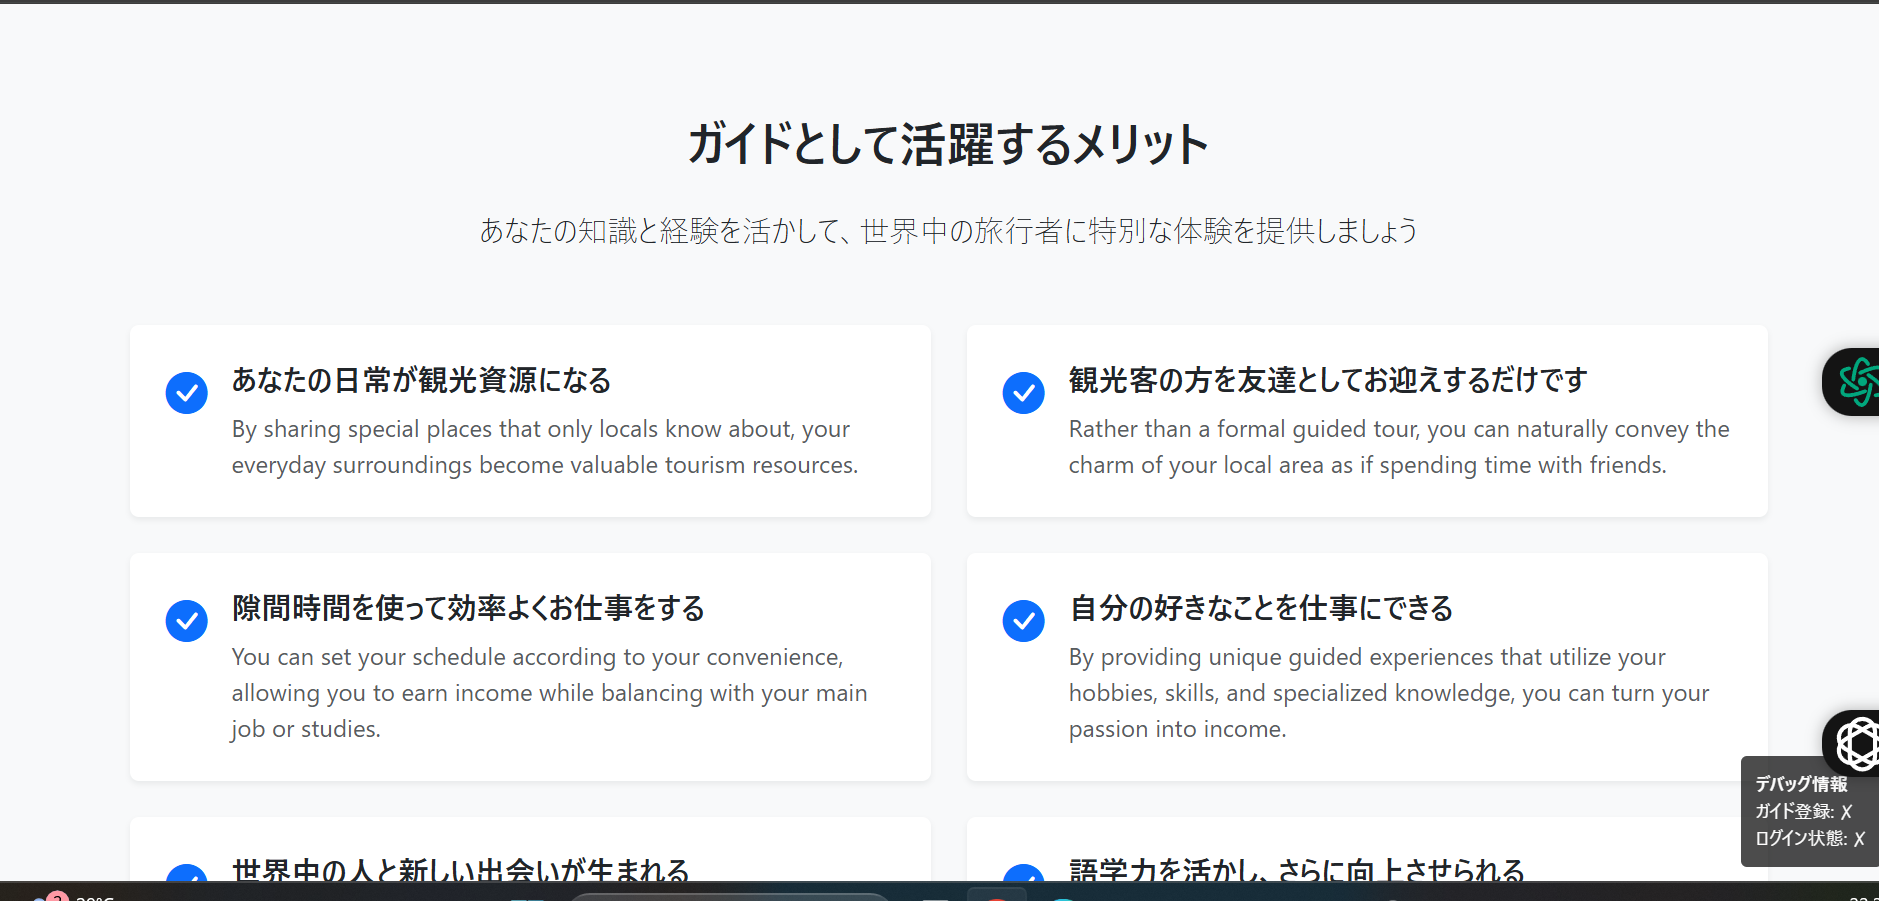 ガイドとして活躍するメリット
あなたの知識と経験を活かして、世界中の旅行者に特別な体験を提供しましょう
あなたの日常が観光資源になる
By sharing special places that only locals know about, your
everyday surroundings become valuable tourism resources.
観光客の方を友達としてお迎えするだけです
Rather than a formal guided tour, you can naturally convey the
charm of your local area as if spending time with friends.
隙間時間を使って効率よくお仕事をする
You can set your schedule according to your convenience,
allowing you to earn income while balancing with your main
job or studies.
自分の好きなことを仕事にできる
By providing unique guided experiences that utilize your
hobbies, skills, and specialized knowledge, you can turn your
passion into income.
世界中の人と新しい出会いが生まれる
語学力を活かし、さらに向上させられる
デバッグ情報
ガイド登録: ✗
ログイン状態: ✗